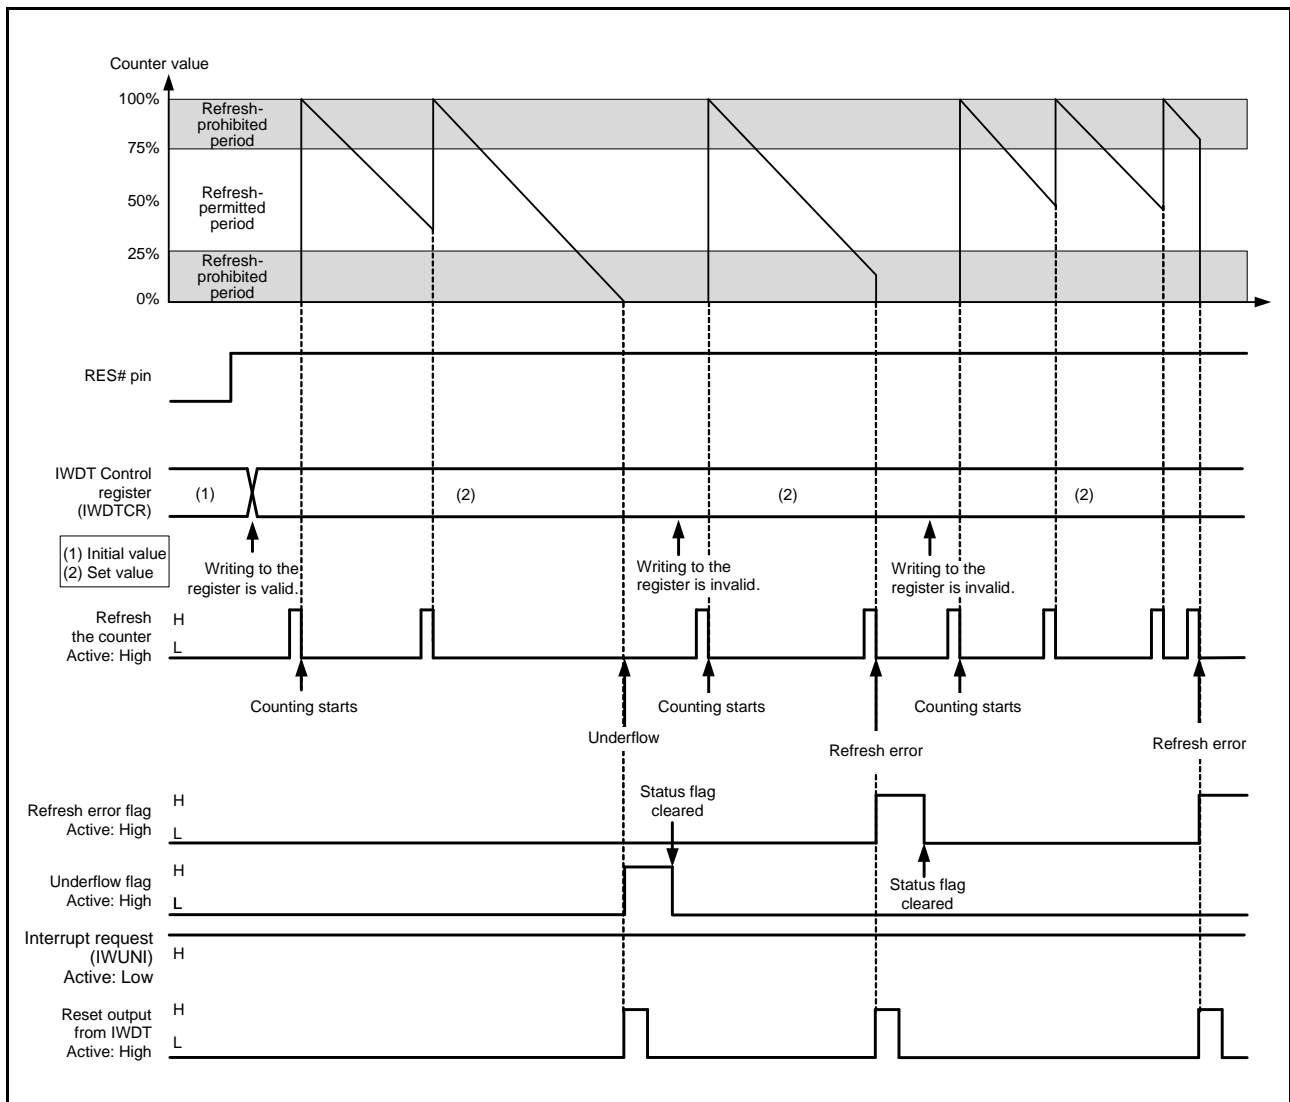 Counter value
100%
Refresh-
prohibited
period
75%
Refresh-
permitted
period
50%
25%
Refresh-
prohibited
period
0%
RES# pin
IWDT Control
register
(IWDTCR)
(1)
(2)
(2)
(2)
(1) Initial value
(2) Set value
Writing to the
register is valid.
Writing to the
register is invalid.
Writing to the
register is invalid.
Refresh
the counter
Active: High
H
L
Counting starts
Counting starts
Counting starts
Underflow
Refresh error
Refresh error
Refresh error flag
Active: High
H
L
Status flag
cleared
Status flag
cleared
Underflow flag
Active: High
H
L
Interrupt request
(IWUNI)
Active: Low
H
Reset output
from IWDT
Active: High
H
L